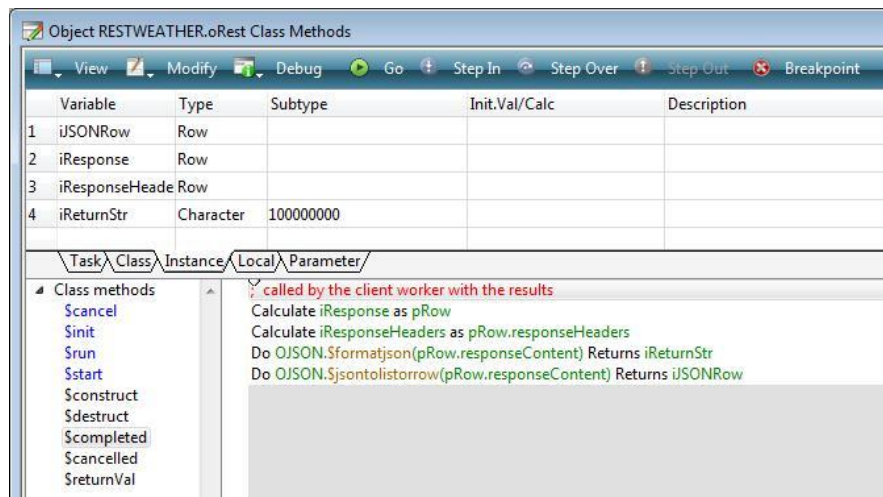 Object RESTWEATHER.oRest Class Methods
View Modify Debug Go Step In Step Over Step Out Breakpoint
Variable Type Subtype Init.Val/Calc Description
1 iJSONRow Row
2 iResponse Row
3 iResponseHeade Row
4 iReturnStr Character 100000000
Task Class Instance Local Parameter
Class methods
$cancel
$init
$run
$start
$construct
$destruct
$completed
$cancelled
$returnVal
; called by the client worker with the results
Calculate iResponse as pRow
Calculate iResponseHeaders as pRow.responseHeaders
Do OJSON.$formatjson(pRow.responseContent) Returns iReturnStr
Do OJSON.$jsontolistorrow(pRow.responseContent) Returns iJSONRow